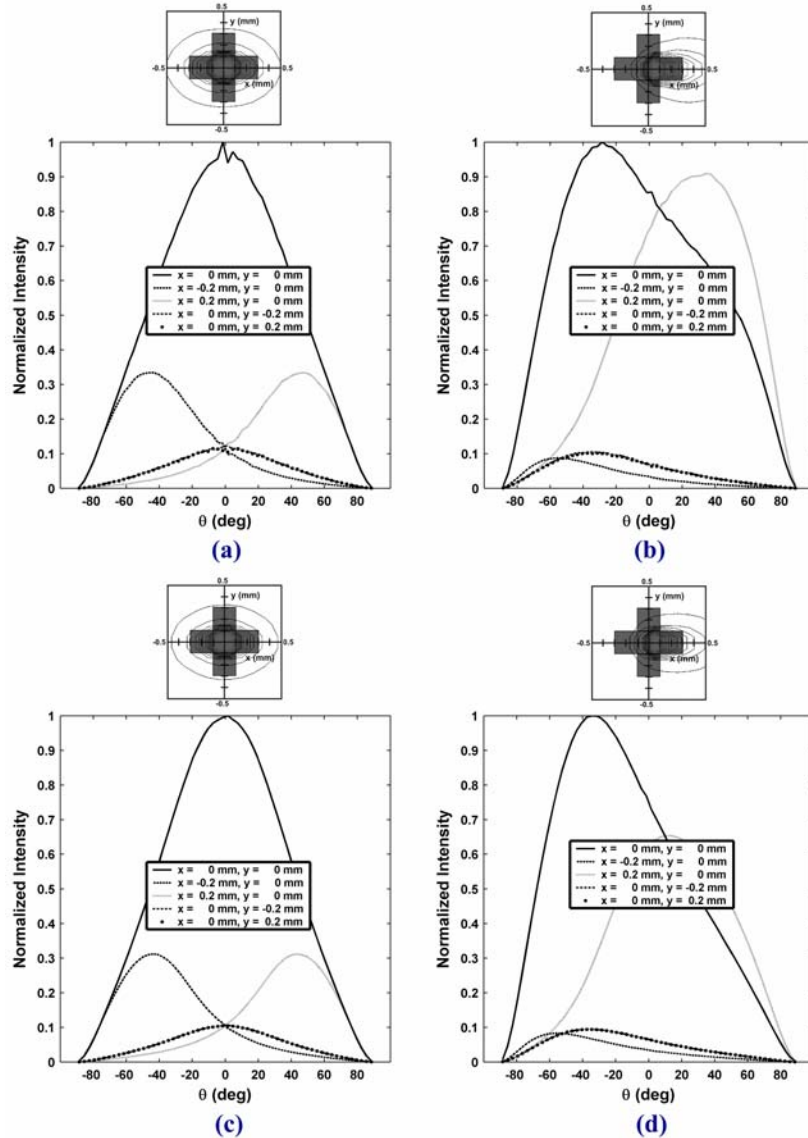 0.5
y (mm)
-0.5
0.5
x (mm)
-0.5
Normalized Intensity
1
0.9
0.8
0.7
0.6
0.5
0.4
0.3
0.2
0.1
0
x = 0 mm, y = 0 mm
x = -0.2 mm, y = 0 mm
x = 0.2 mm, y = 0 mm
x = 0 mm, y = -0.2 mm
x = 0 mm, y = 0.2 mm
-80 -60 -40 -20 0 20 40 60 80
θ (deg)
(a)
0.5
y (mm)
-0.5
0.5
x (mm)
-0.5
Normalized Intensity
1
0.9
0.8
0.7
0.6
0.5
0.4
0.3
0.2
0.1
0
x = 0 mm, y = 0 mm
x = -0.2 mm, y = 0 mm
x = 0.2 mm, y = 0 mm
x = 0 mm, y = -0.2 mm
x = 0 mm, y = 0.2 mm
-80 -60 -40 -20 0 20 40 60 80
θ (deg)
(b)
0.5
y (mm)
-0.5
0.5
x (mm)
-0.5
Normalized Intensity
1
0.9
0.8
0.7
0.6
0.5
0.4
0.3
0.2
0.1
0
x = 0 mm, y = 0 mm
x = -0.2 mm, y = 0 mm
x = 0.2 mm, y = 0 mm
x = 0 mm, y = -0.2 mm
x = 0 mm, y = 0.2 mm
-80 -60 -40 -20 0 20 40 60 80
θ (deg)
(c)
0.5
y (mm)
-0.5
0.5
x (mm)
-0.5
Normalized Intensity
1
0.9
0.8
0.7
0.6
0.5
0.4
0.3
0.2
0.1
0
x = 0 mm, y = 0 mm
x = -0.2 mm, y = 0 mm
x = 0.2 mm, y = 0 mm
x = 0 mm, y = -0.2 mm
x = 0 mm, y = 0.2 mm
-80 -60 -40 -20 0 20 40 60 80
θ (deg)
(d)